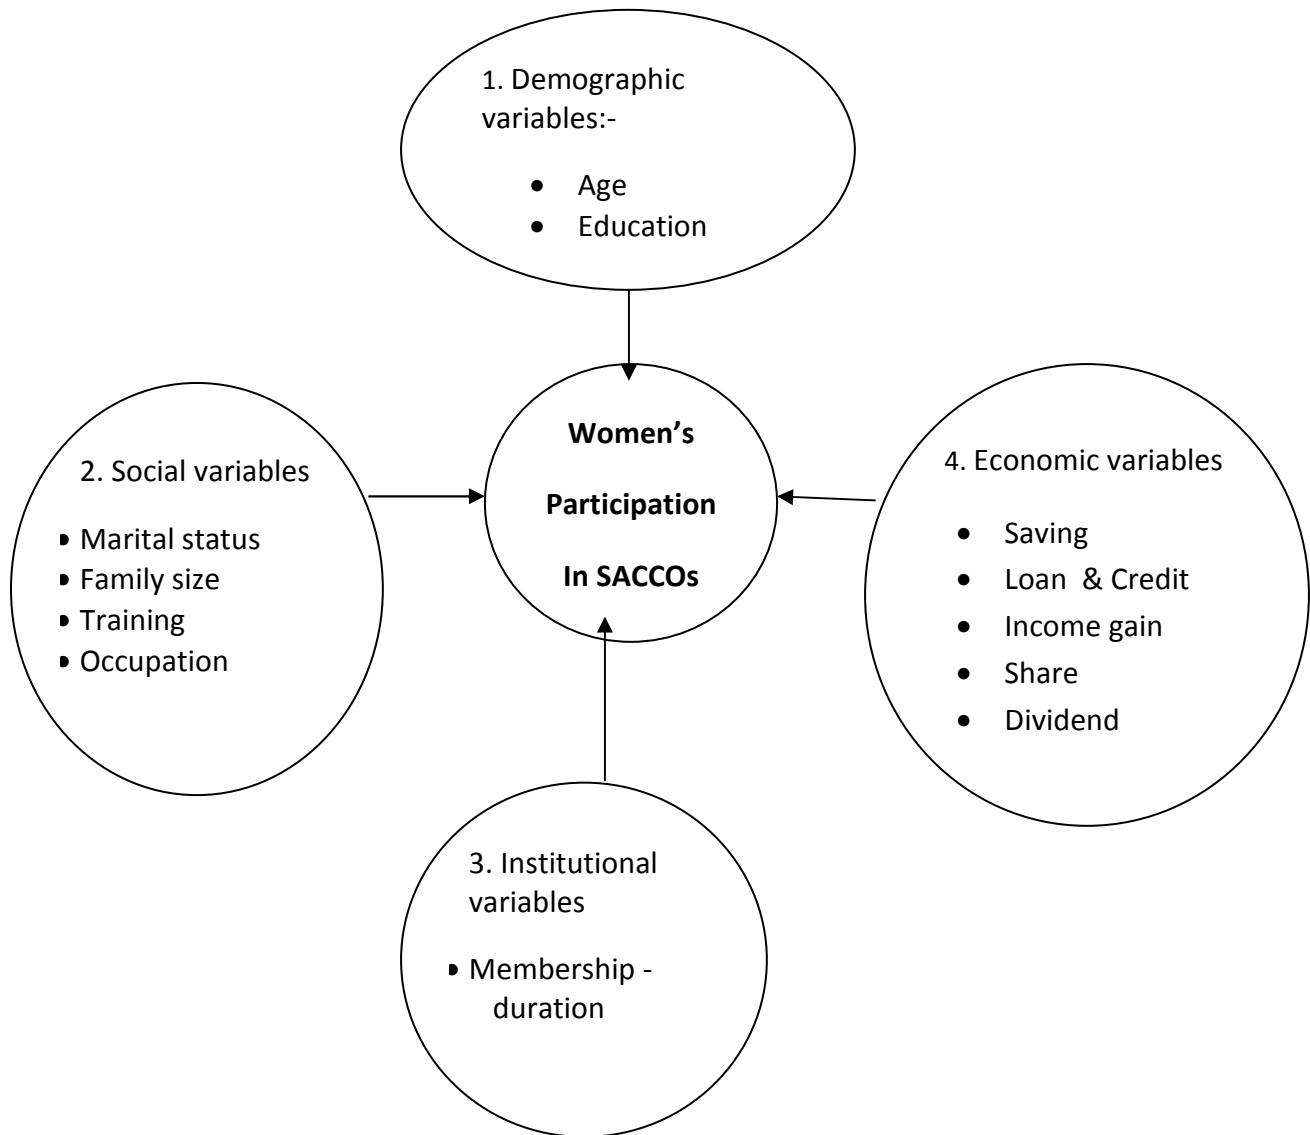 1. Demographic
variables:-
• Age
• Education
Women’s
Participation
In SACCOs
2. Social variables
• Marital status
• Family size
• Training
• Occupation
4. Economic variables
• Saving
• Loan & Credit
• Income gain
• Share
• Dividend
3. Institutional
variables
• Membership -
duration